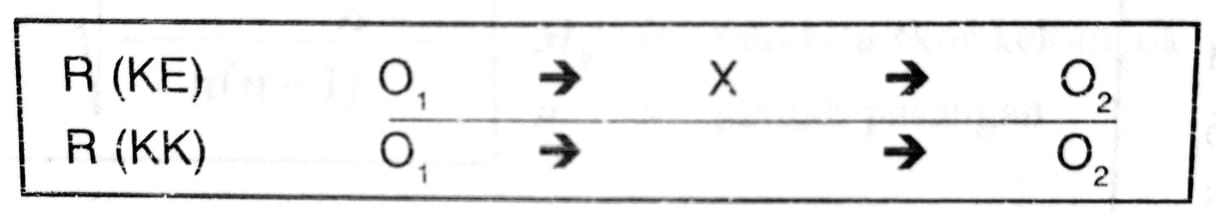 R (KE) O₁ → X → O₂
R (KK) O₁ → → O₂